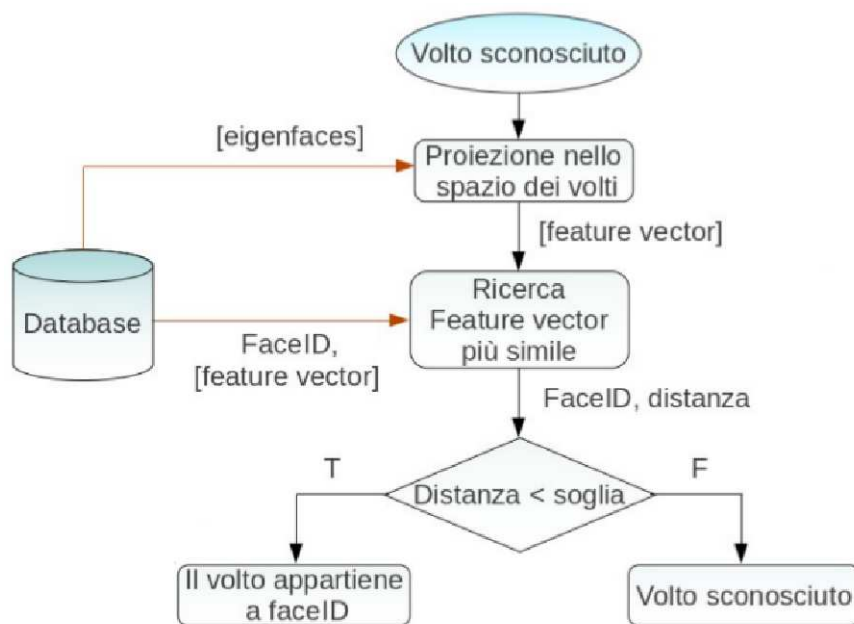 Volto sconosciuto
[eigenfaces]
Proiezione nello
spazio dei volti
[feature vector]
Database
Ricerca
Feature vector
più simile
FaceID,
[feature vector]
FaceID, distanza
T
F
Distanza < soglia
Il volto appartiene
a faceID
Volto sconosciuto